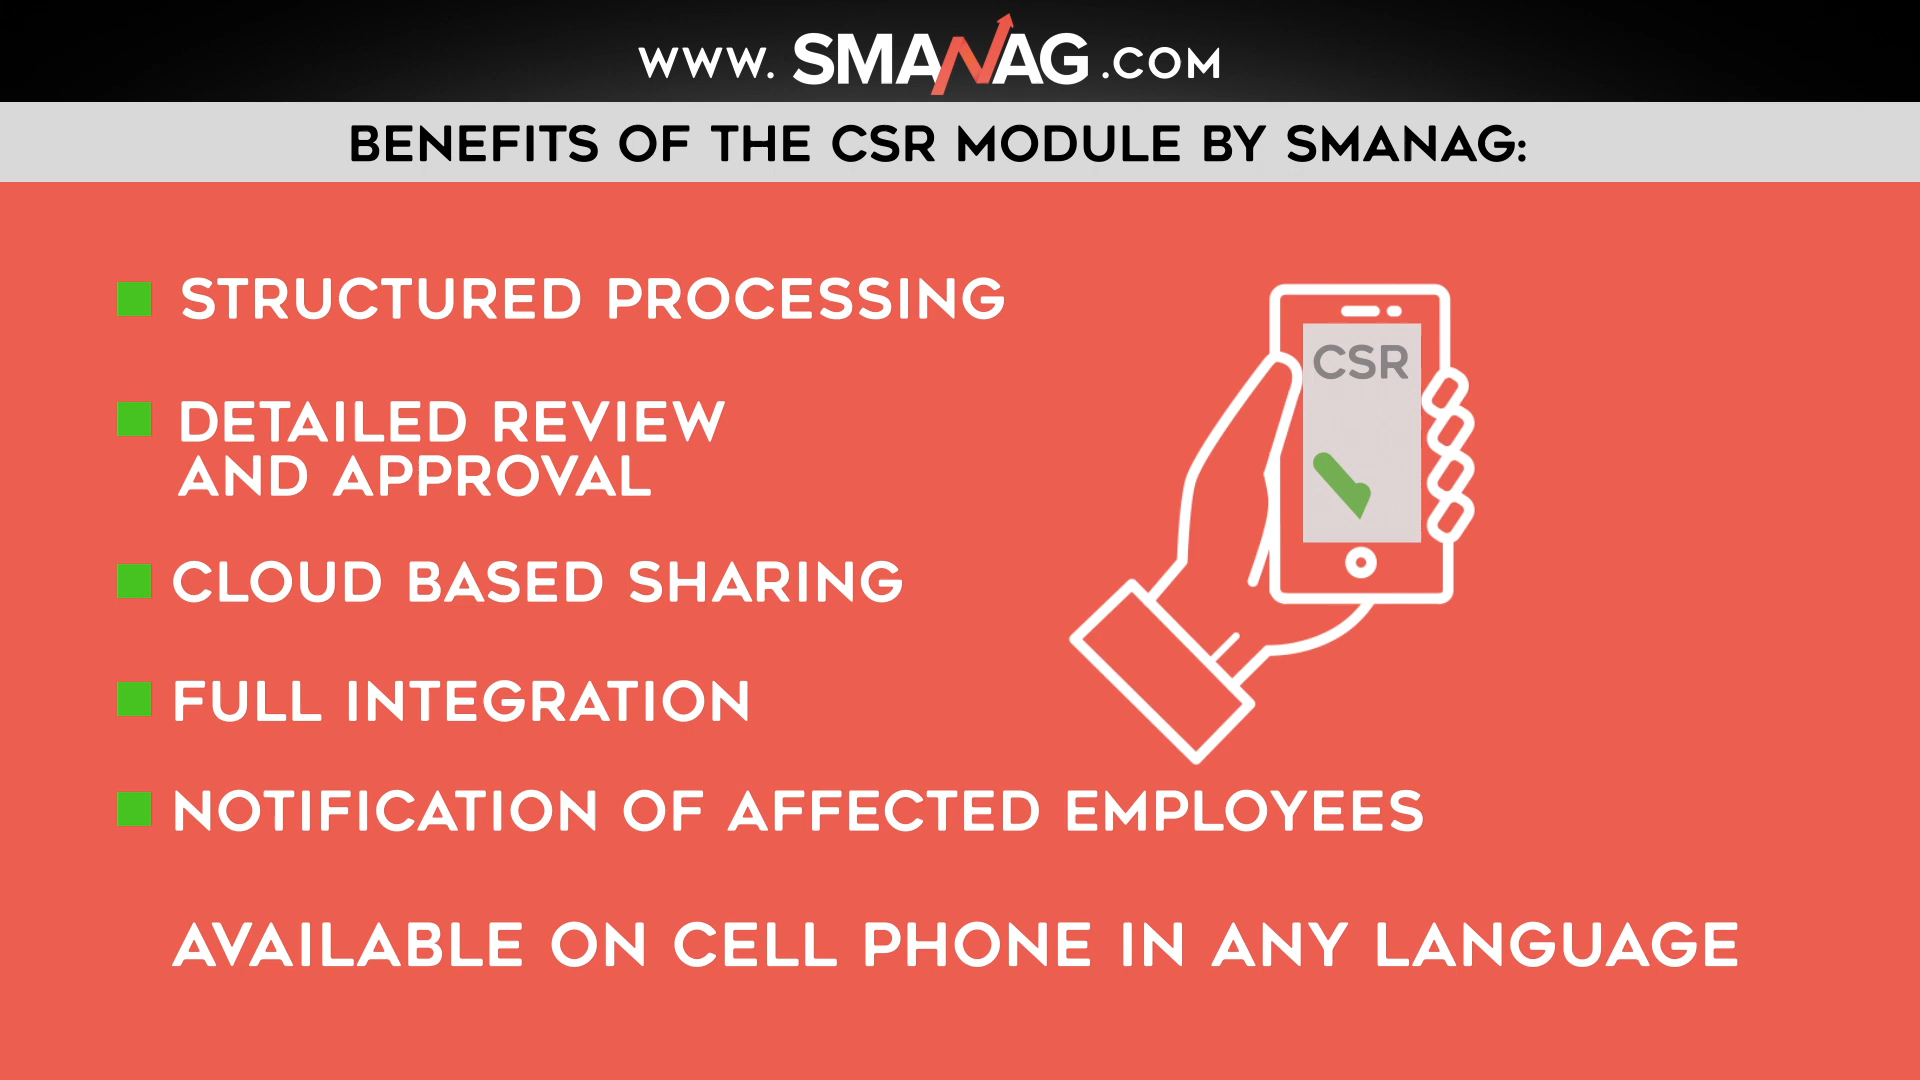 WWW. SMANAG .COM
BENEFITS OF THE CSR MODULE BY SMANAG:
STRUCTURED PROCESSING
CSR
DETAILED REVIEW
AND APPROVAL
CLOUD BASED SHARING
FULL INTEGRATION
NOTIFICATION OF AFFECTED EMPLOYEES
AVAILABLE ON CELL PHONE IN ANY LANGUAGE